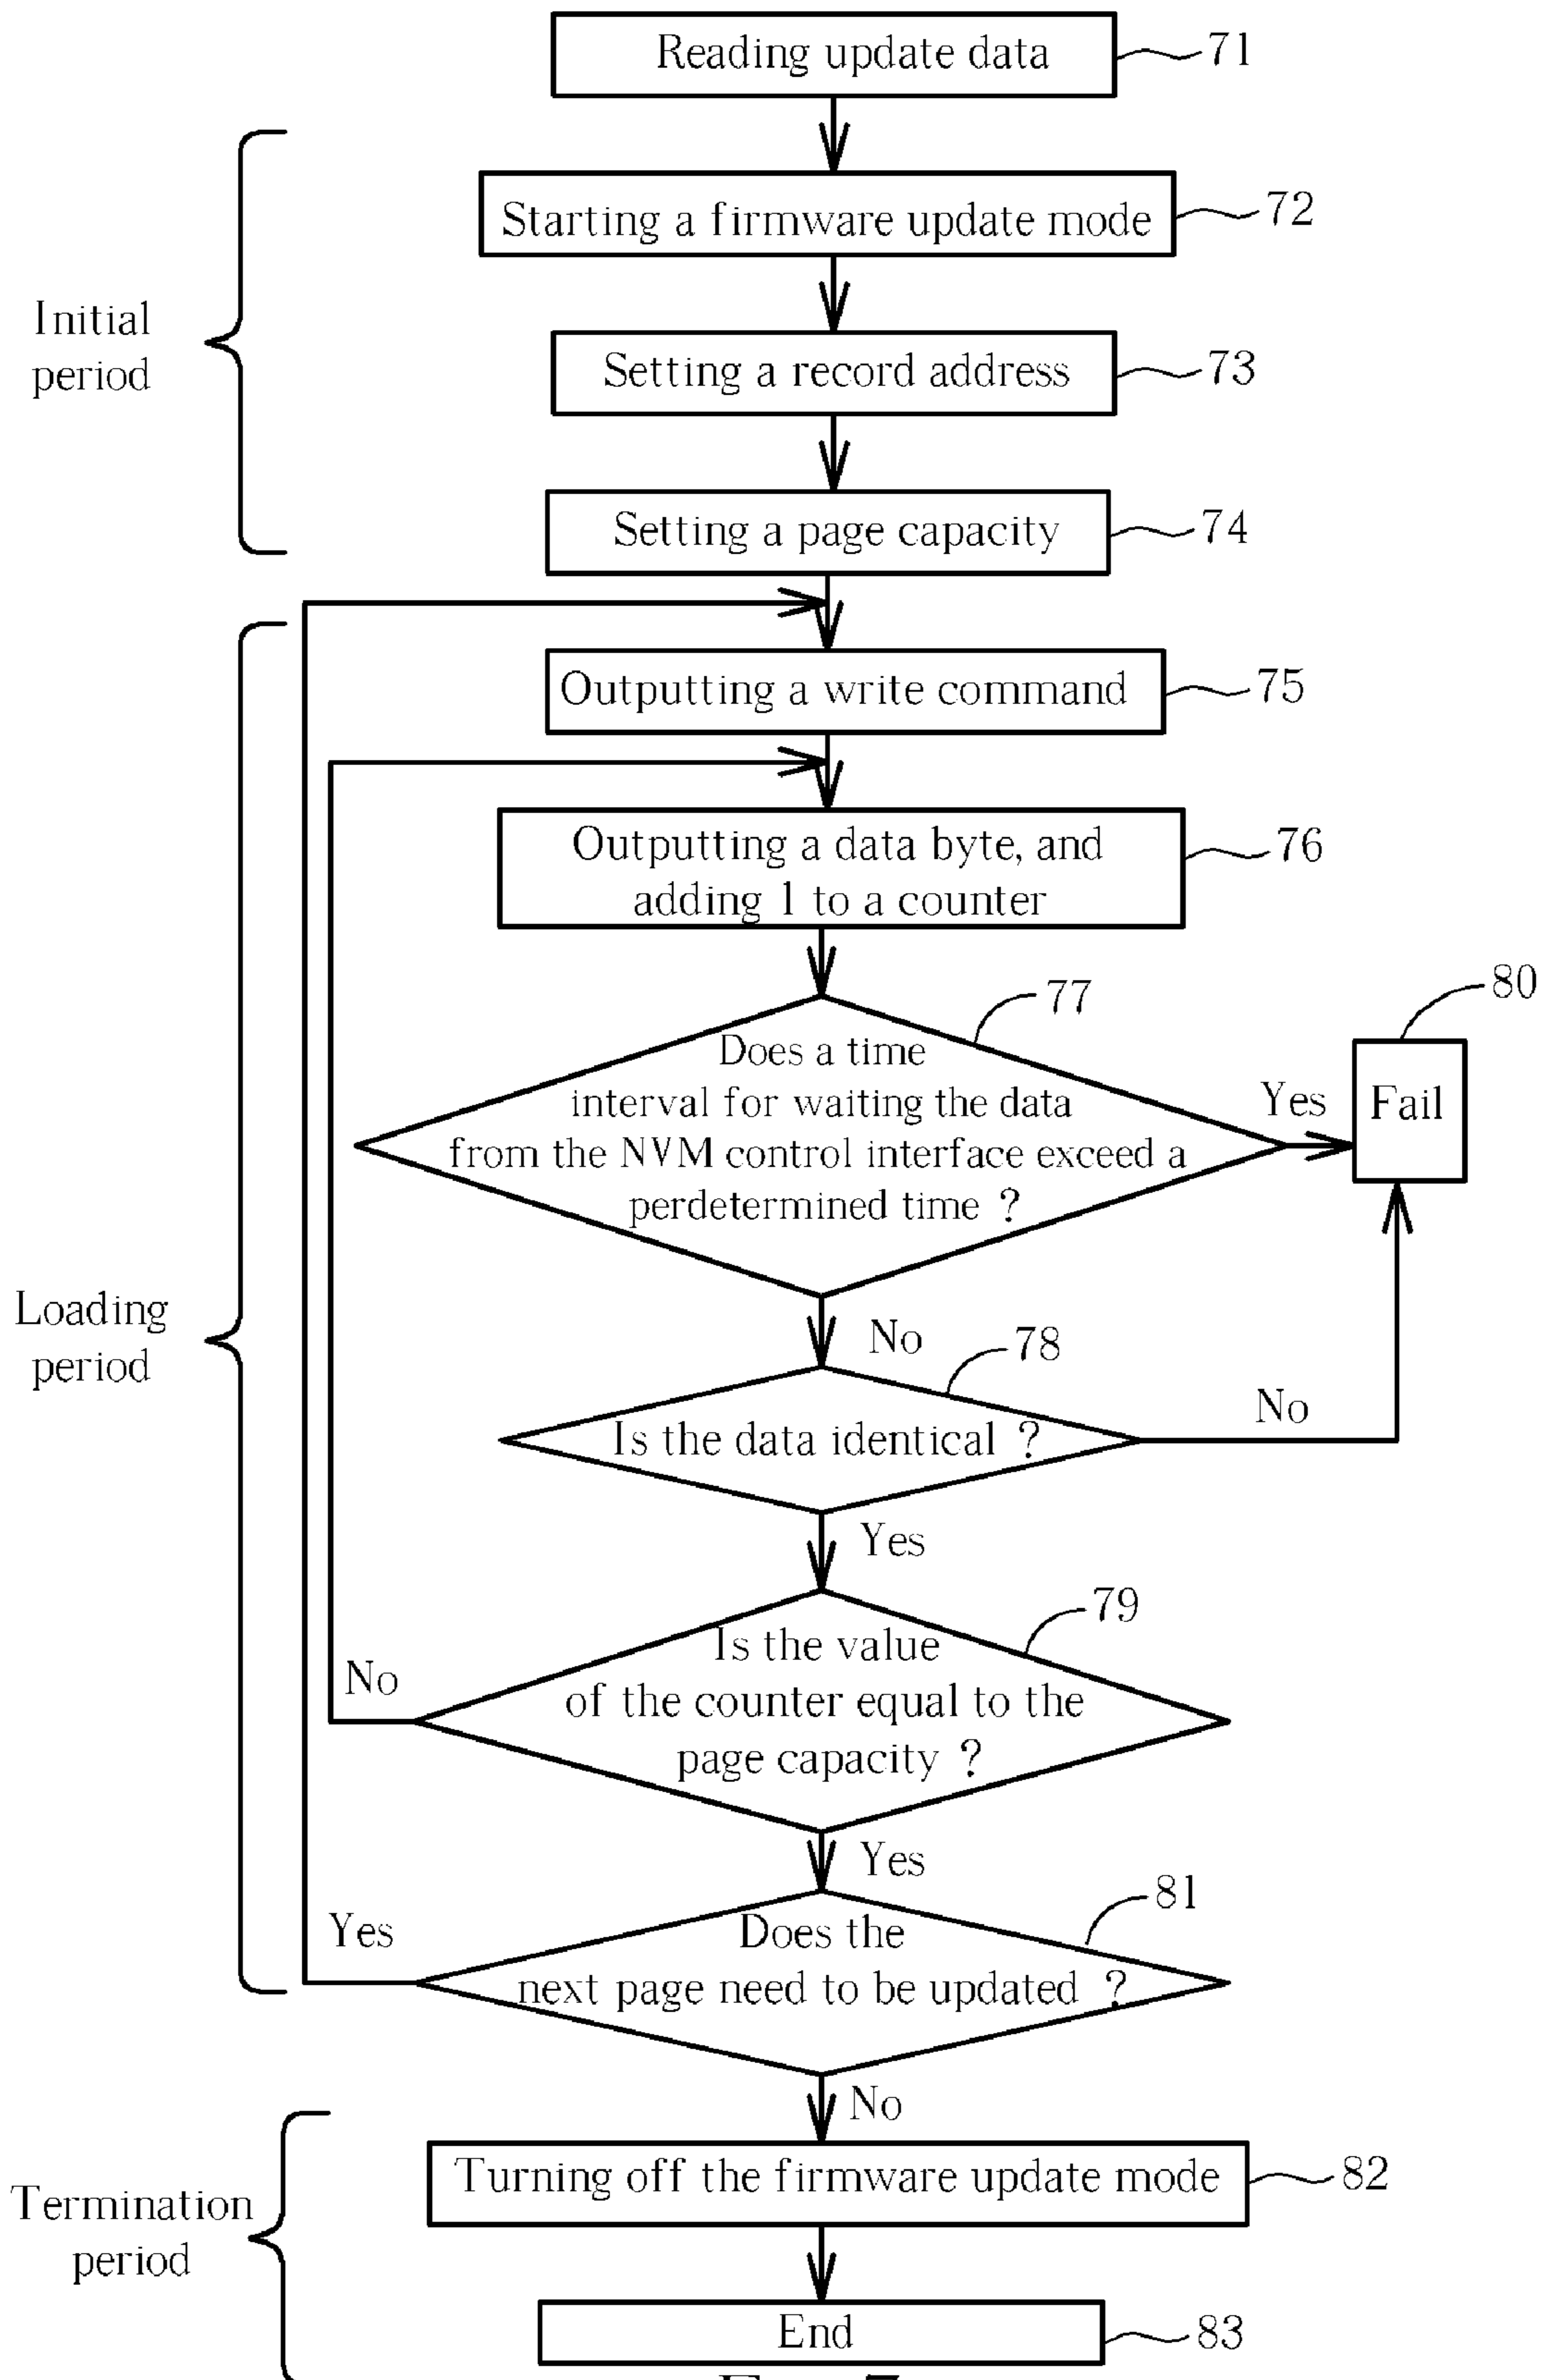 Reading update data
71
Starting a firmware update mode
72
Initial
period
Setting a record address
73
Setting a page capacity
74
Outputting a write command
75
Outputting a data byte, and
adding 1 to a counter
76
77
80
Does a time
interval for waiting the data
from the NVM control interface exceed a
perdetermined time ?
Yes
Fail
Loading
period
No
78
Is the data identical ?
No
Yes
79
Is the value
of the counter equal to the
page capacity ?
No
Yes
81
Does the
next page need to be updated ?
Yes
No
Termination
period
Turning off the firmware update mode
82
End
83